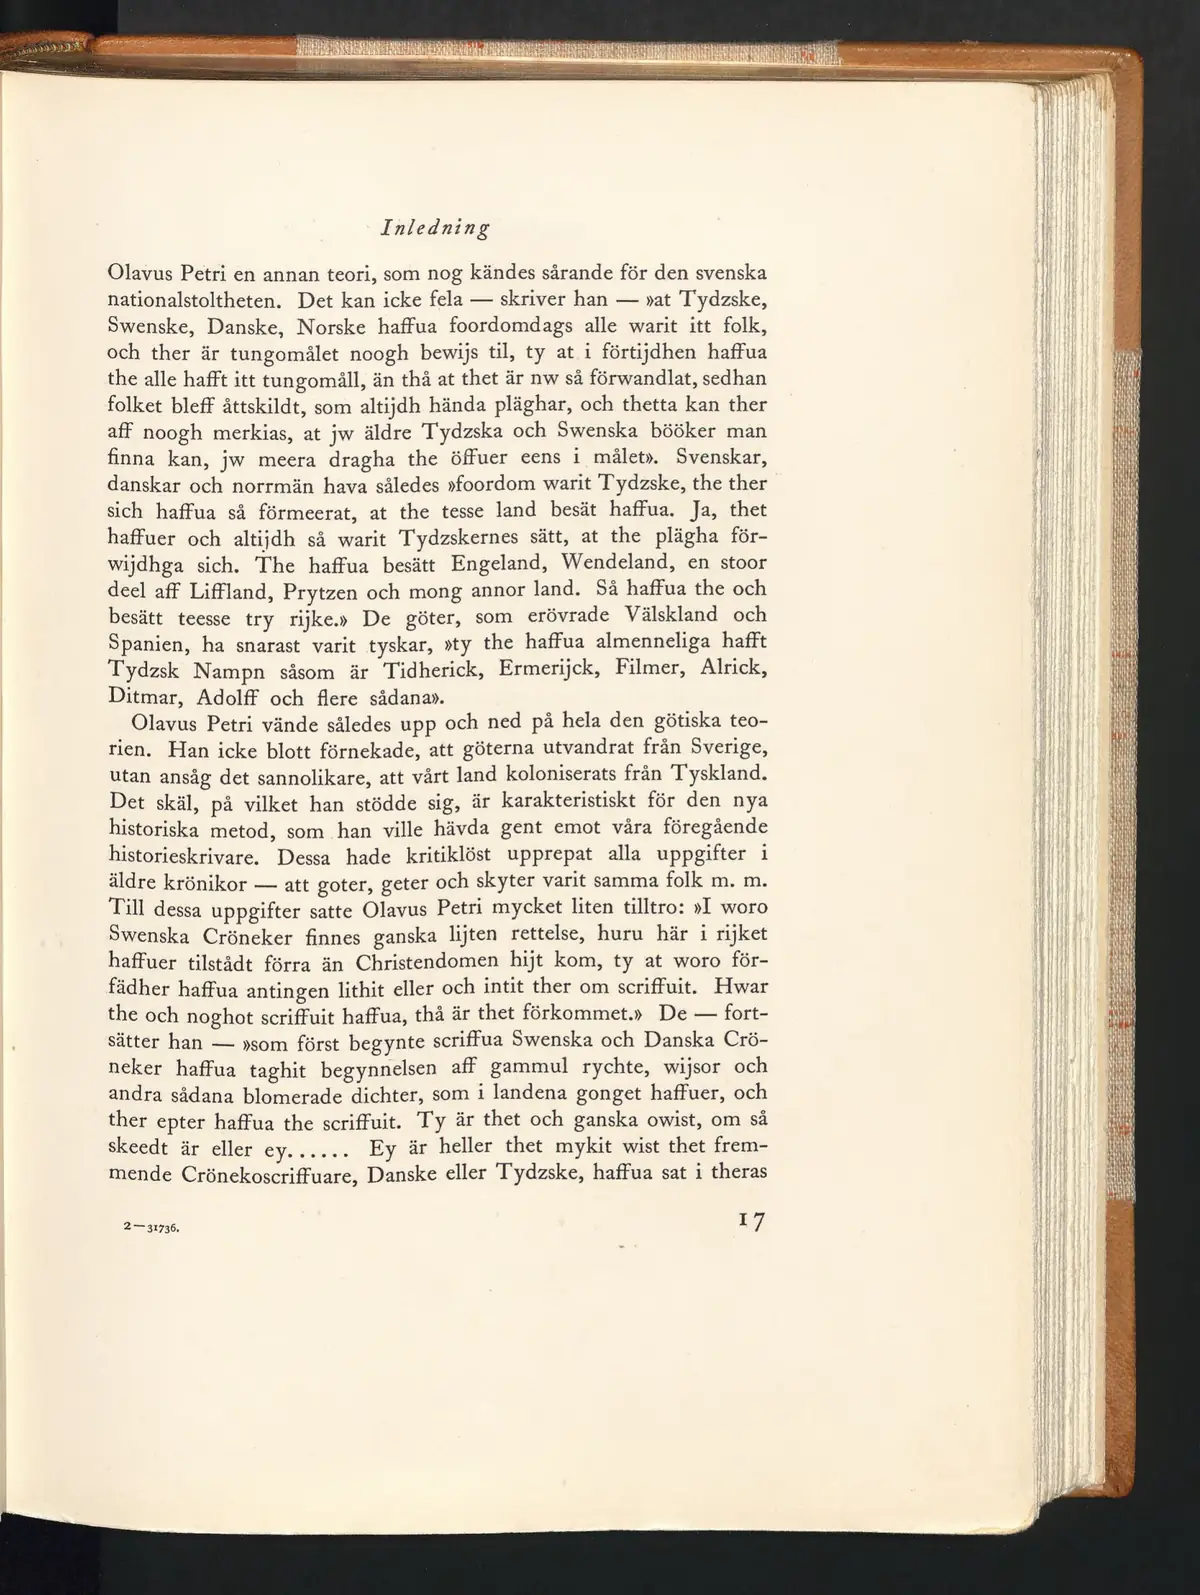 Inledning
Olavus Petri en annan teori, som nog kändes sårande för den svenska
nationalstoltheten. Det kan icke fela — skriver han — »at Tydzske,
Swenske, Danske, Norske haffua foordomdags alle warit itt folk,
och ther är tungomålet noogh bewijs til, ty at i förtijdhen haffua
the alle hafft itt tungomåll, än thå at thet är nw så förwandlat, sedhan
folket bleff åttskildt, som altijdh hända pläghar, och thetta kan ther
aff noogh merkias, at jw äldre Tydzska och Swenska bööker man
finna kan, jw meera dragha the öffuer eens i målet». Svenskar,
danskar och norrmän hava således »foordom warit Tydzske, the ther
sich haffua så förmeerat, at the tesse land besät haffua. Ja, thet
haffuer och altijdh så warit Tydzskernes sätt, at the plägha för-
wijdhga sich. The haffua besätt Engeland, Wendeland, en stoor
deel aff Liffland, Prytzen och mong annor land. Så haffua the och
besätt teesse try rijke.» De göter, som erövrade Välskland och
Spanien, ha snarast varit tyskar, »ty the haffua almenneliga hafft
Tydzsk Nampn såsom är Tidherick, Ermerijck, Filmer, Alrick,
Ditmar, Adolff och flere sådana».
Olavus Petri vände således upp och ned på hela den götiska teo-
rien. Han icke blott förnekade, att göterna utvandrat från Sverige,
utan ansåg det sannolikare, att vårt land koloniserats från Tyskland.
Det skäl, på vilket han stödde sig, är karakteristiskt för den nya
historiska metod, som han ville hävda gent emot våra föregående
historieskrivare. Dessa hade kritiklöst upprepat alla uppgifter i
äldre krönikor — att goter, geter och skyter varit samma folk m. m.
Till dessa uppgifter satte Olavus Petri mycket liten tilltro: »I woro
Swenska Cröneker finnes ganska lijten rettelse, huru här i rijket
haffuer tilstådt förra än Christendomen hijt kom, ty at woro för-
fädher haffua antingen lithit eller och intit ther om scriffuit. Hwar
the och noghot scriffuit haffua, thå är thet förkommet.» De — fort-
sätter han — »som först begynte scriffua Swenska och Danska Crö-
neker haffua taghit begynnelsen aff gammul rychte, wijsor och
andra sådana blomerade dichter, som i landena gonget haffuer, och
ther epter haffua the scriffuit. Ty är thet och ganska owist, om så
skeedt är eller ey...... Ey är heller thet mykit wist thet frem-
mende Crönekoscriffuare, Danske eller Tydzske, haffua sat i theras
2—31736.
17